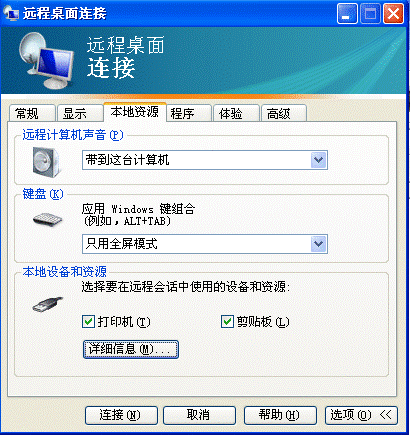 远程桌面连接
远程桌面
连接
常规 显示 本地资源 程序 体验 高级
远程计算机声音(P)
带到这台计算机
键盘(K)
应用 Windows 键组合
(例如，ALT+TAB)
只用全屏模式
本地设备和资源
选择要在远程会话中使用的设备和资源:
打印机(T) 剪贴板(L)
详细信息(M)...
连接(N) 取消 帮助(H) 选项(O) <<